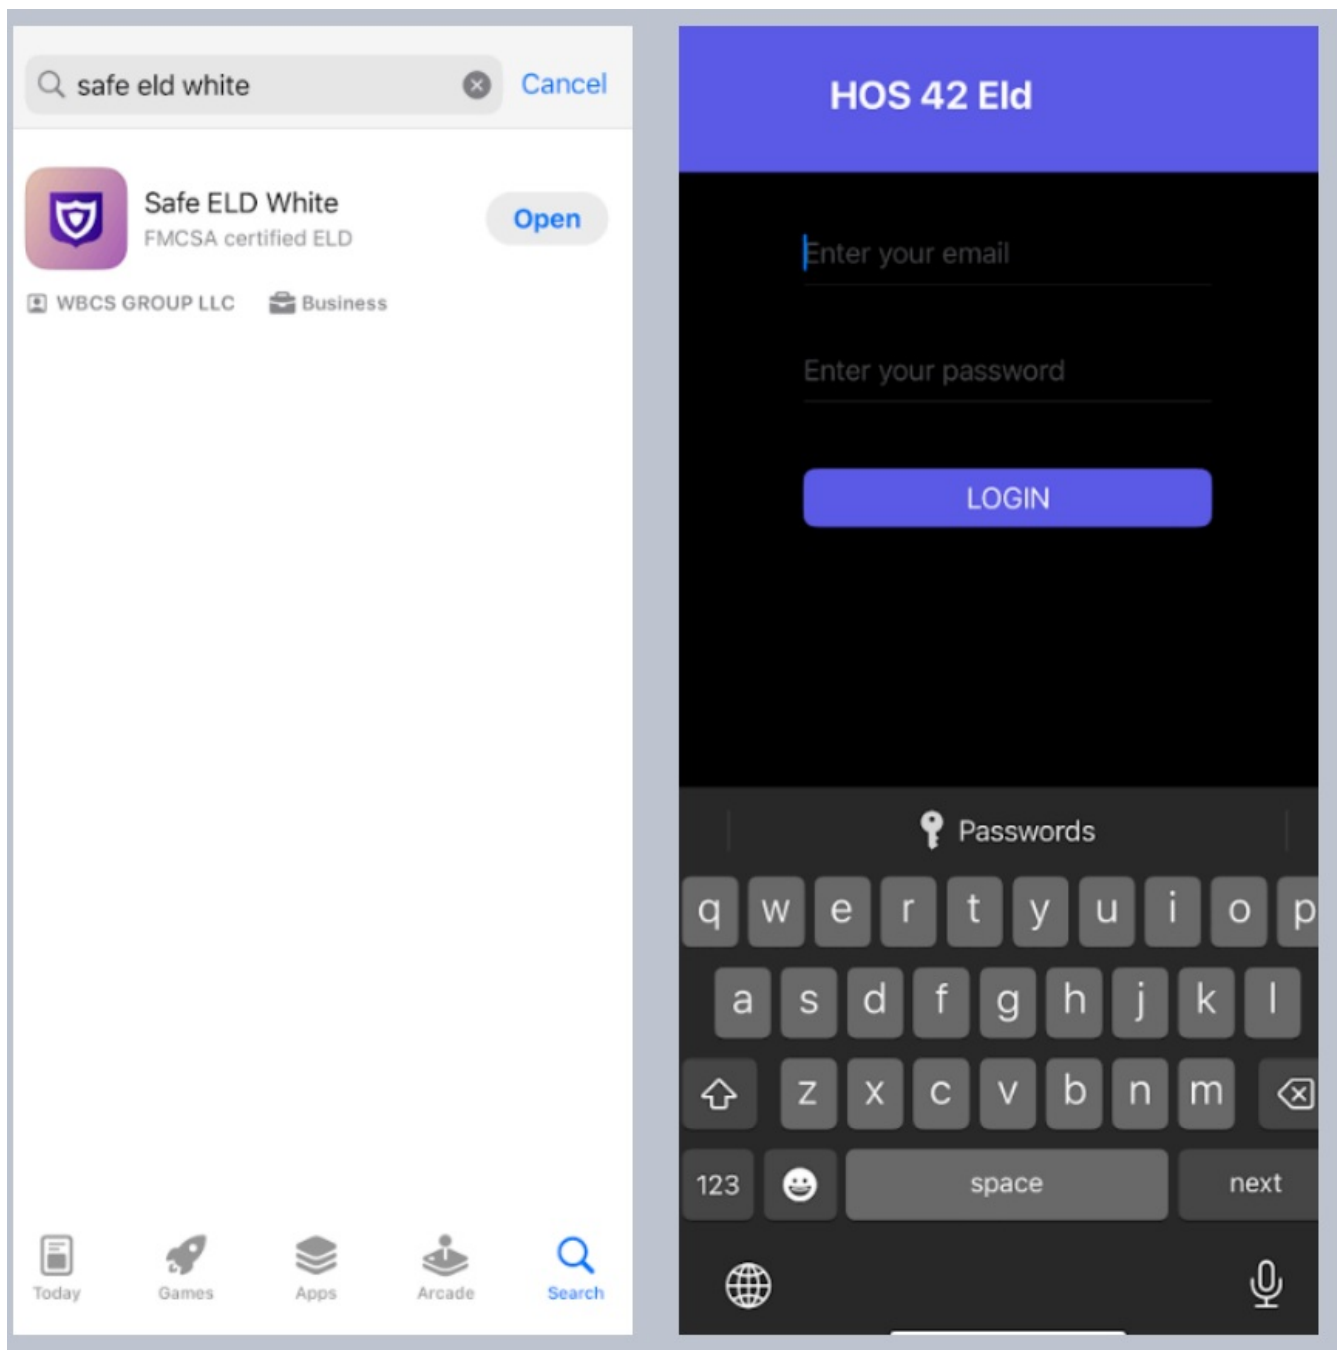 safe eld white
Cancel
Safe ELD White
FMCSA certified ELD
Open
WBCS GROUP LLC
Business
Today
Games
Apps
Arcade
Search
HOS 42 Eld
Enter your email
Enter your password
LOGIN
Passwords
q w e r t y u i o p
a s d f g h j k l
z x c v b n m
123
space
next